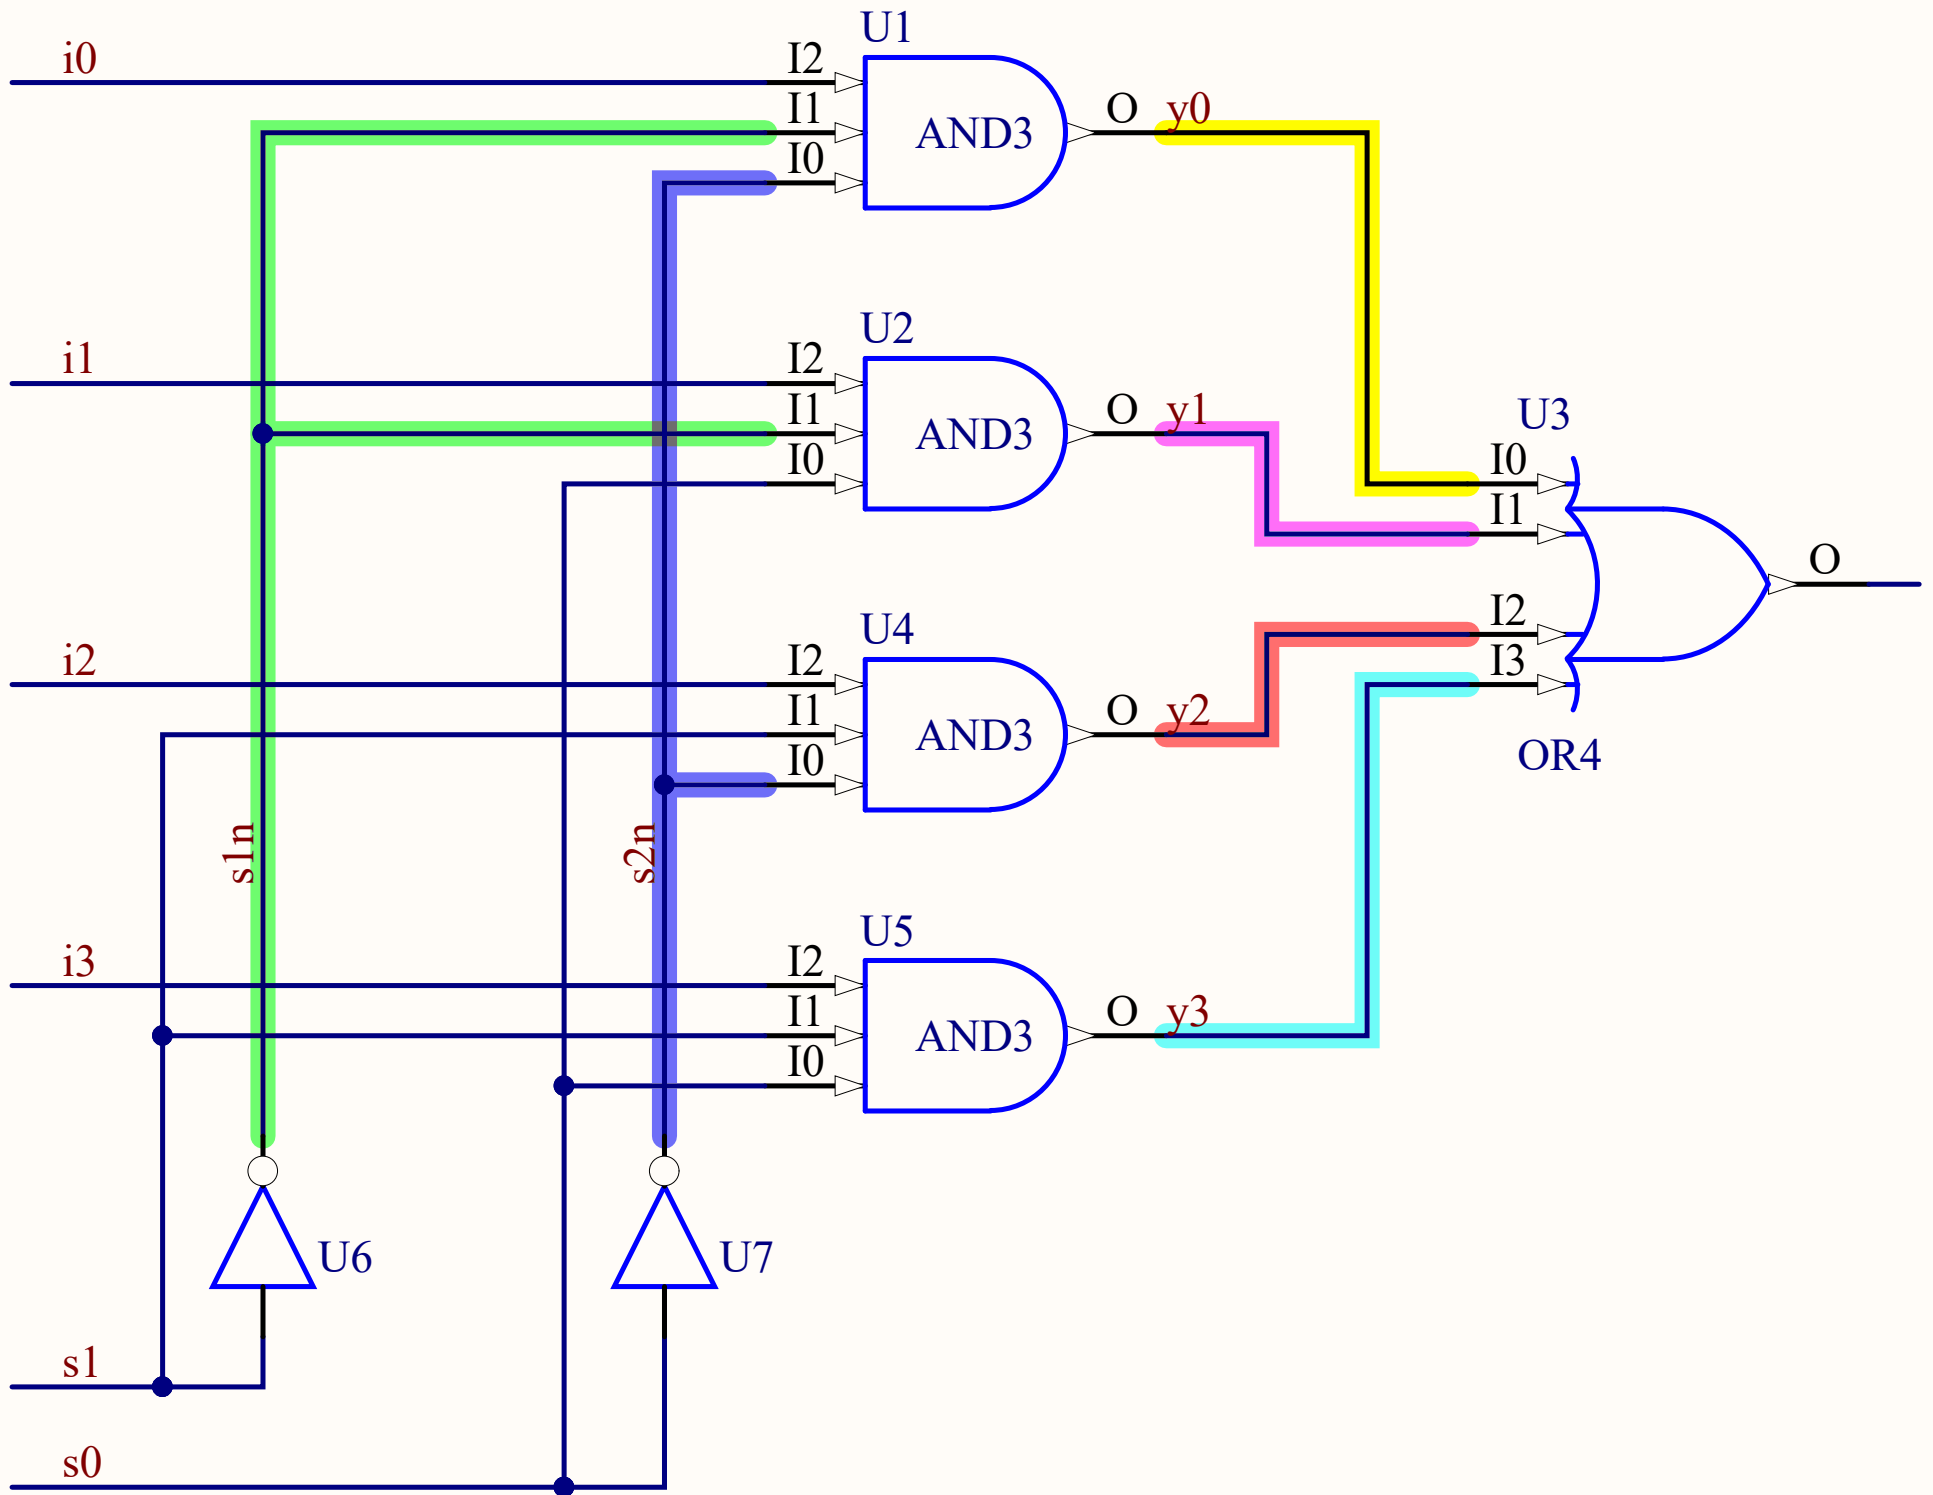 U1
i0
I2
I1
I0
AND3
O
y0
U2
i1
I2
I1
I0
AND3
O
y1
U3
I0
I1
I2
I3
O
OR4
U4
i2
I2
I1
I0
AND3
O
y2
s1n
s2n
U5
i3
I2
I1
I0
AND3
O
y3
U6
U7
s1
s0